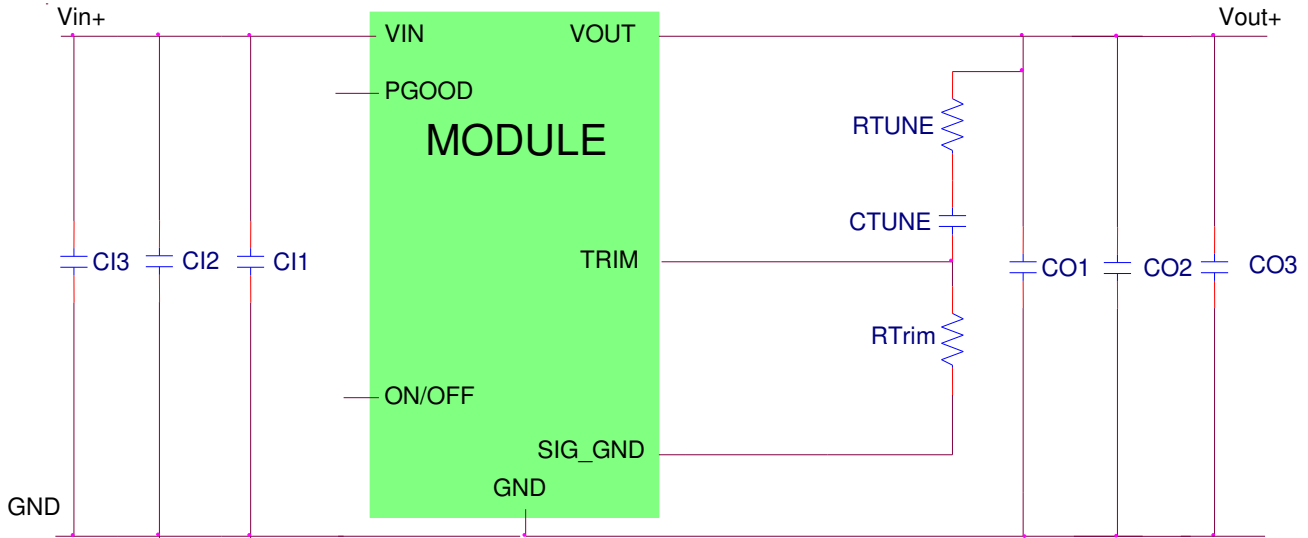 Vin+
Vout+
VIN
VOUT
PGOOD
MODULE
RTUNE
CTUNE
TRIM
CI3
CI2
CI1
CO1
CO2
CO3
RTrim
ON/OFF
SIG_GND
GND
GND